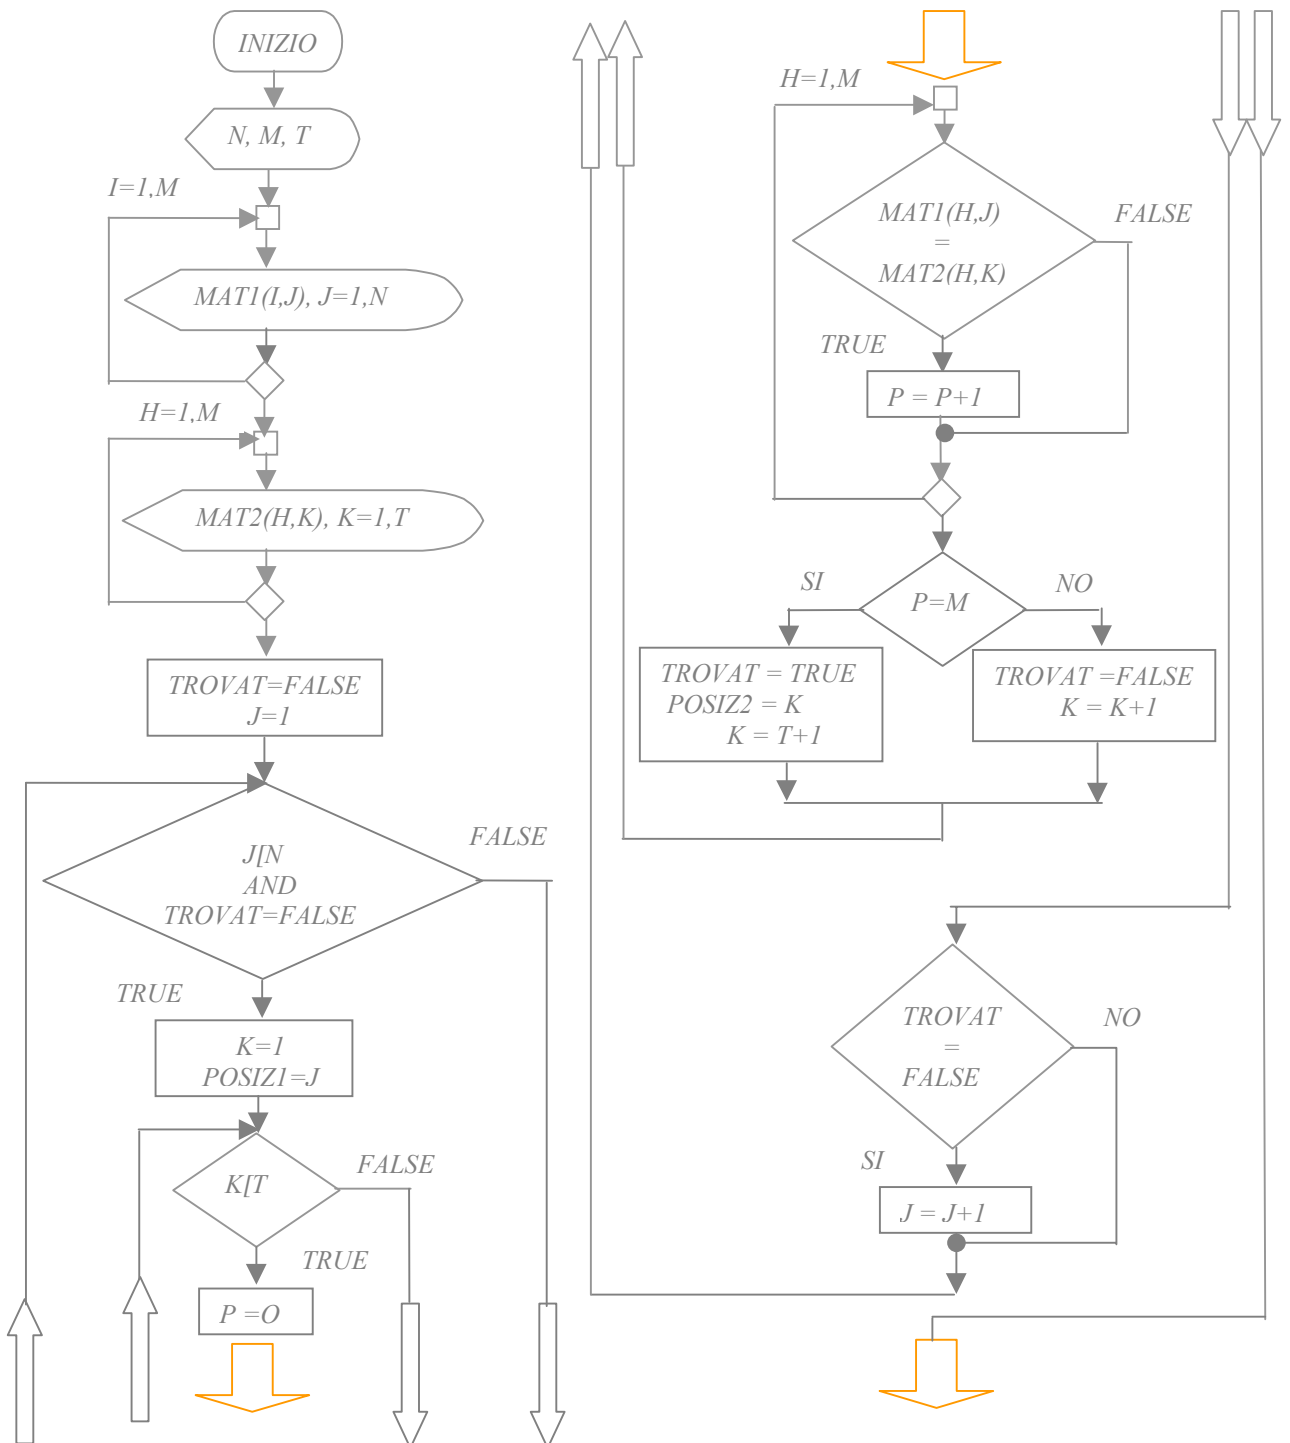 INIZIO
N, M, T
I=1,M
MAT1(I,J), J=1,N
H=1,M
MAT2(H,K), K=1,T
TROVAT=FALSE
J=1
J[N
AND
TROVAT=FALSE
FALSE
TRUE
K=1
POSIZ1=J
K[T
FALSE
TRUE
P =O
H=1,M
MAT1(H,J)
=
MAT2(H,K)
FALSE
TRUE
P = P+1
P=M
SI
NO
TROVAT = TRUE
POSIZ2 = K
K = T+1
TROVAT =FALSE
K = K+1
TROVAT
=
FALSE
NO
SI
J = J+1